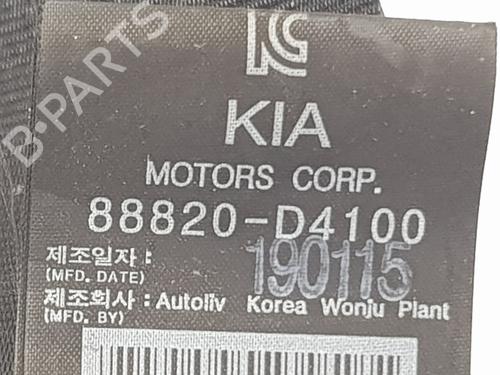 B-PARTS
KIA
MOTORS CORP.
88820-D4100
제조일자 : 190115
(MFD. DATE)
제조회사 : Autoliv Korea Wonju Plant
(MFD. BY)